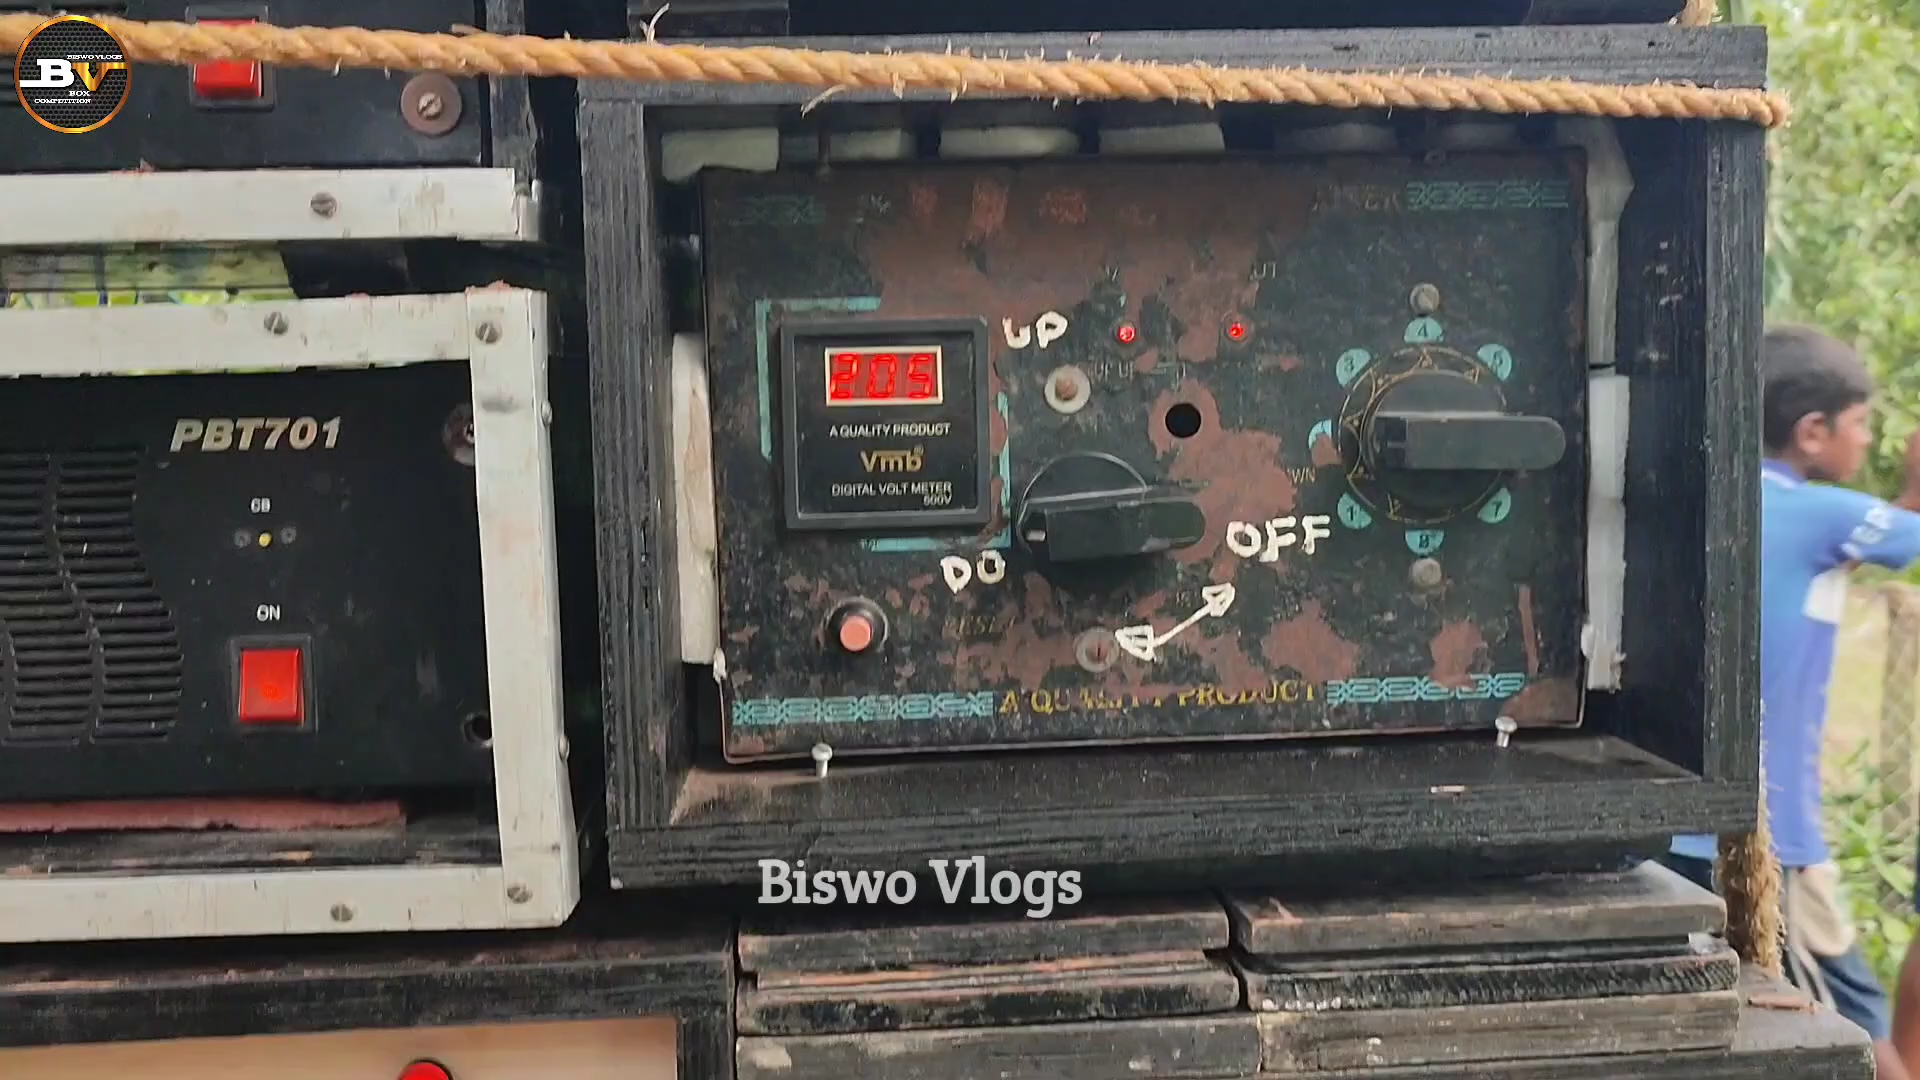 BISWO VLOGS
BV
BOX
COMPETITION
PBT701
CB
ON
205
A QUALITY PRODUCT
Vmb
DIGITAL VOLT METER
500V
UP
DO
OFF
3
4
5
1
7
8
A QUALITY PRODUCT
Biswo Vlogs